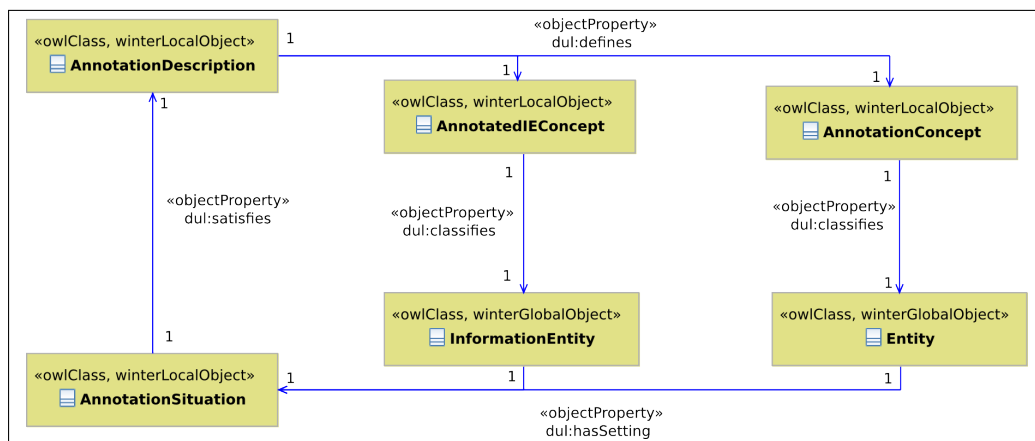 «objectProperty»
dul:defines
1
«owlClass, winterLocalObject»
AnnotationDescription
1
1
1
«owlClass, winterLocalObject»
AnnotatedIEConcept
«owlClass, winterLocalObject»
AnnotationConcept
1
1
«objectProperty»
dul:satisfies
«objectProperty»
dul:classifies
«objectProperty»
dul:classifies
1
1
«owlClass, winterGlobalObject»
InformationEntity
«owlClass, winterGlobalObject»
Entity
1
«owlClass, winterLocalObject»
AnnotationSituation
1
1
1
«objectProperty»
dul:hasSetting